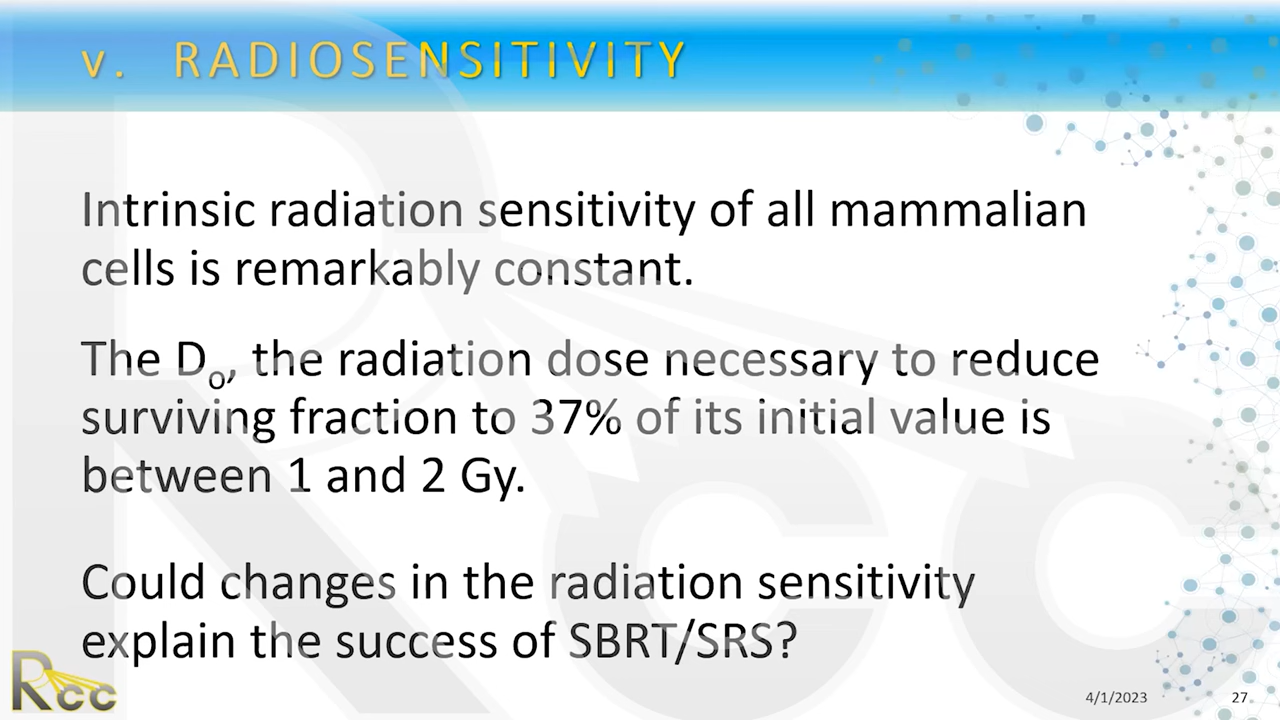 v. RADIOSENSITIVITY
Intrinsic radiation sensitivity of all mammalian
cells is remarkably constant.
The Do, the radiation dose necessary to reduce
surviving fraction to 37% of its initial value is
between 1 and 2 Gy.
Could changes in the radiation sensitivity
explain the success of SBRT/SRS?
Rcc
4/1/2023
27